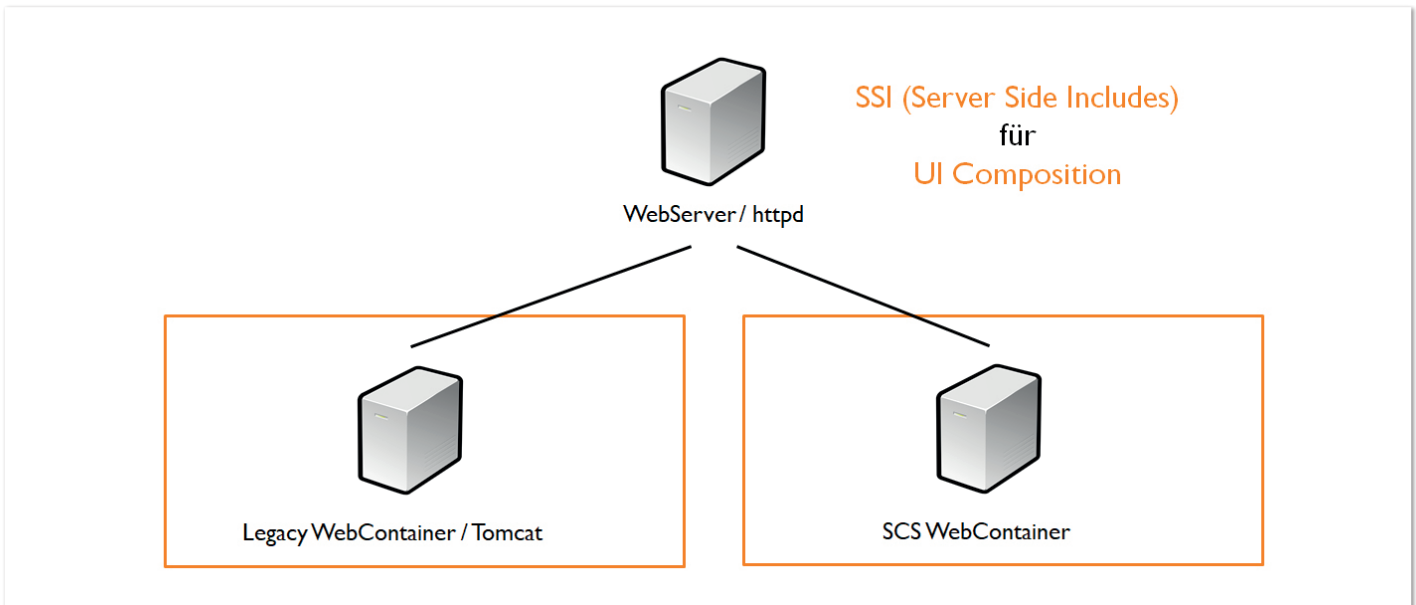 SSI (Server Side Includes)
für
UI Composition
WebServer / httpd
Legacy WebContainer / Tomcat
SCS WebContainer